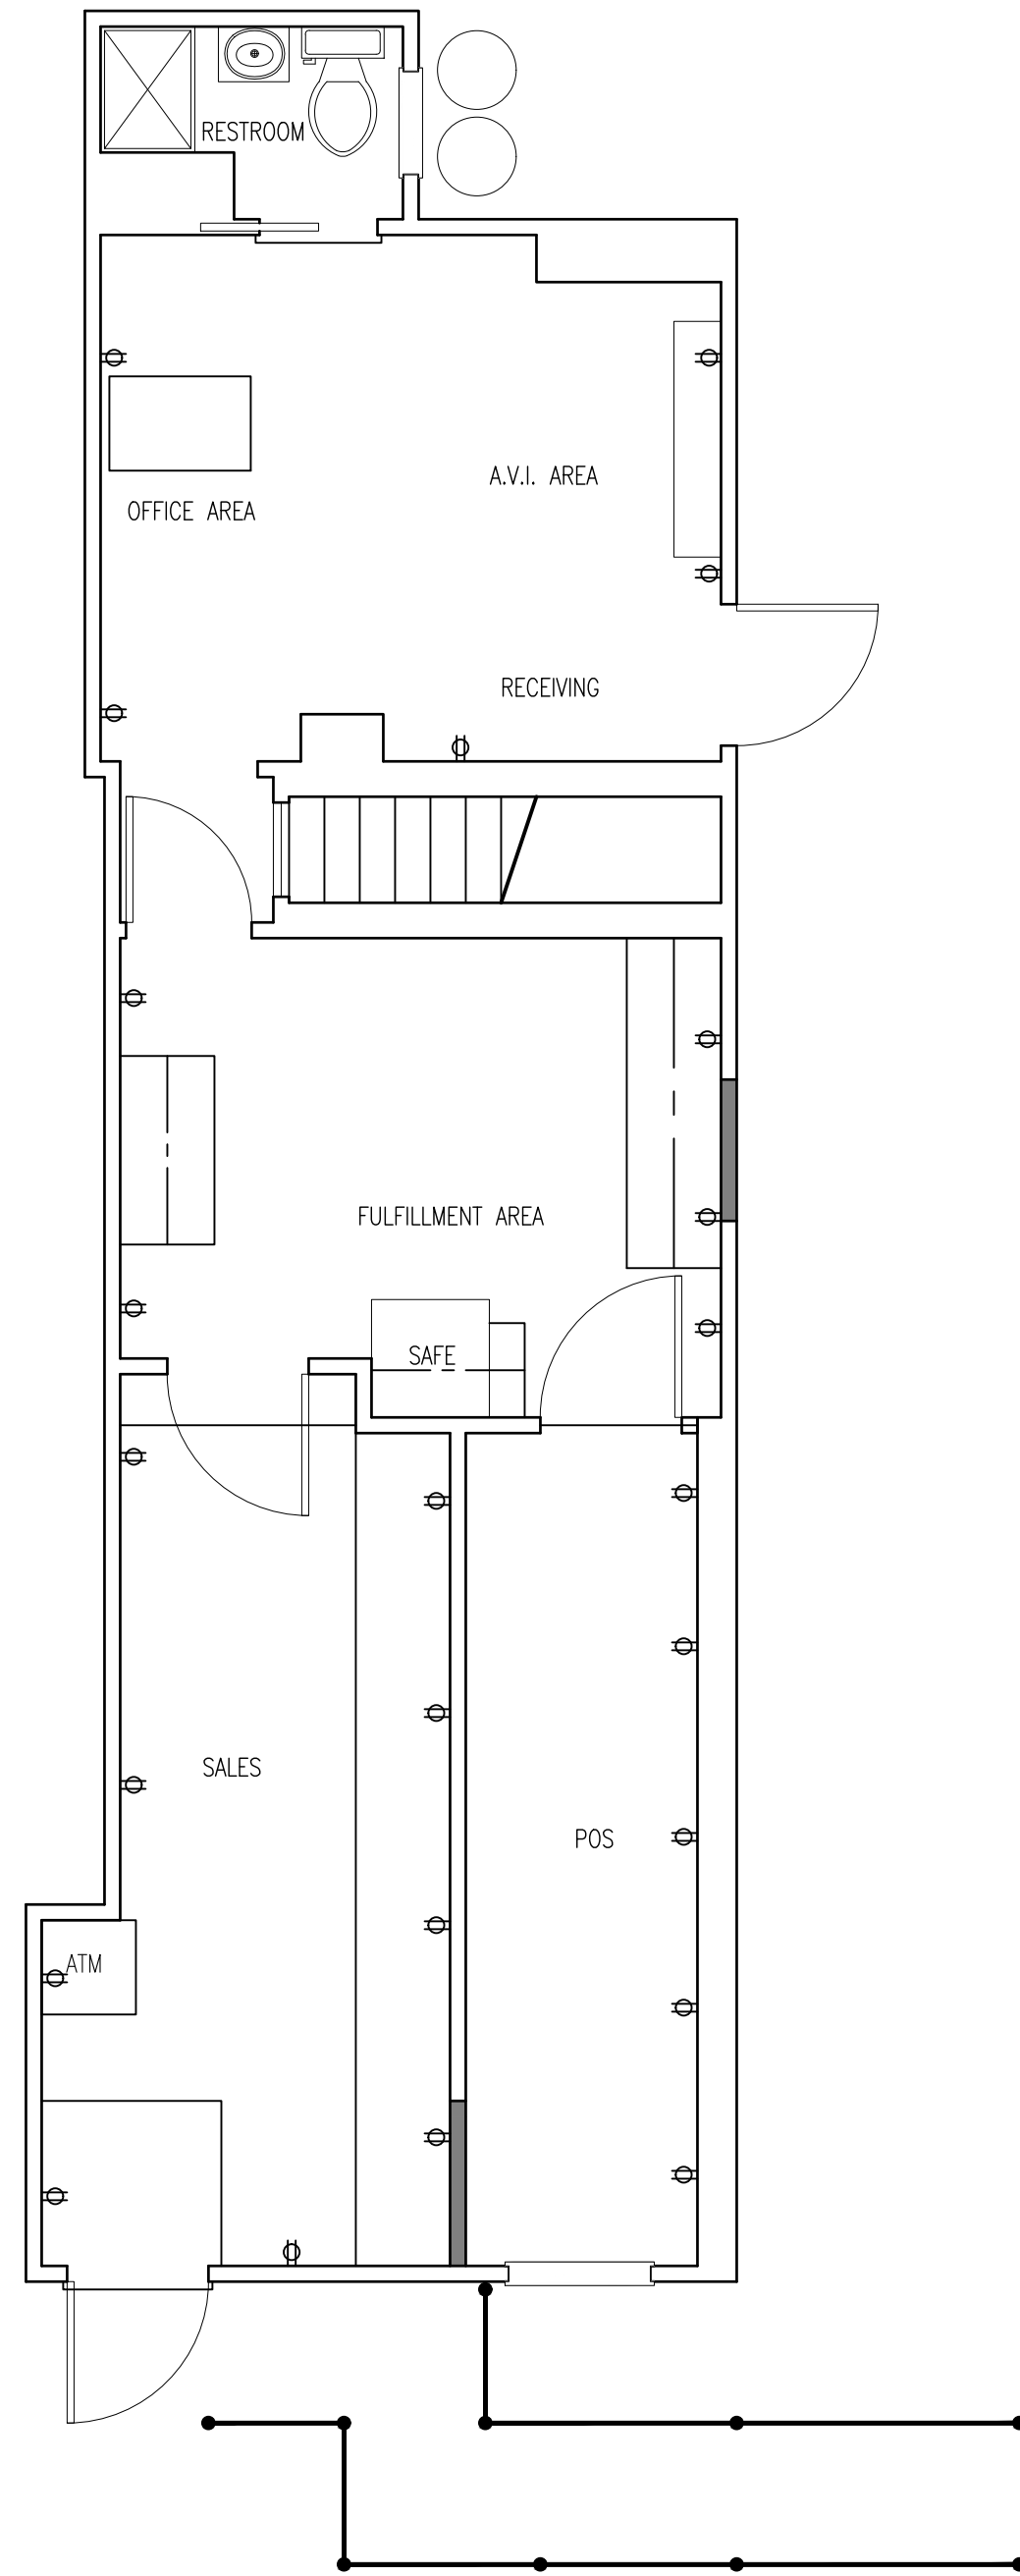 RESTROOM
A.V.I. AREA
OFFICE AREA
RECEIVING
FULFILLMENT AREA
SAFE
SALES
POS
ATM